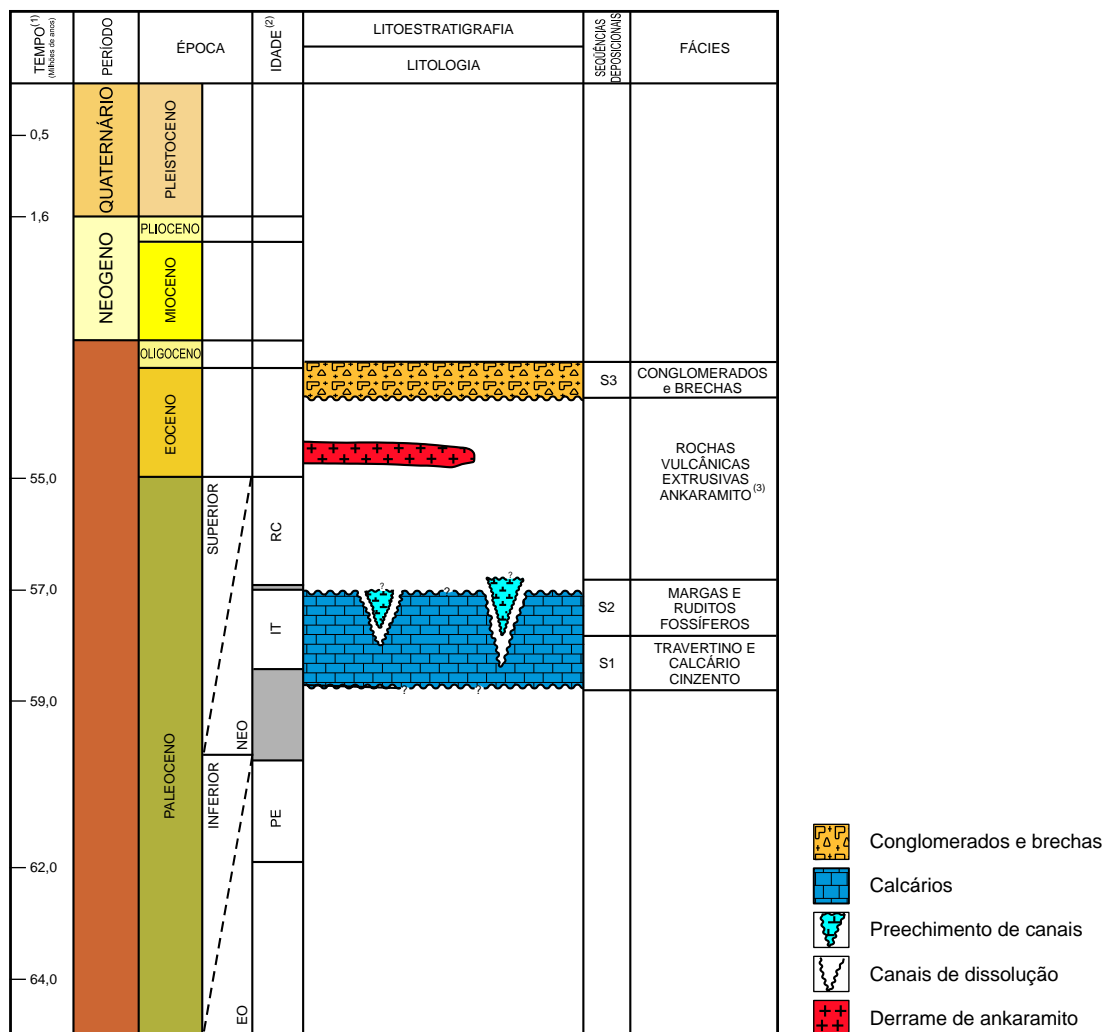 TEMPO(1)
(Milhões de anos)
PERÍODO
ÉPOCA
IDADE (2)
LITOESTRATIGRAFIA
LITOLOGIA
SEQÜÊNCIAS
DEPOSICIONAIS
FÁCIES
0,5
1,6
55,0
57,0
59,0
62,0
64,0
QUATERNÁRIO
NEOGENO
PLEISTOCENO
PLIOCENO
MIOCENO
OLIGOCENO
EOCENO
PALEOCENO
SUPERIOR
INFERIOR
NEO
EO
RC
IT
PE
?
?
?
?
?
S3
S2
S1
CONGLOMERADOS
e BRECHAS
ROCHAS
VULCÂNICAS
EXTRUSIVAS
ANKARAMITO (3)
MARGAS E
RUDITOS
FOSSÍFEROS
TRAVERTINO E
CALCÁRIO
CINZENTO
Conglomerados e brechas
Calcários
Preechimento de canais
Canais de dissolução
Derrame de ankaramito